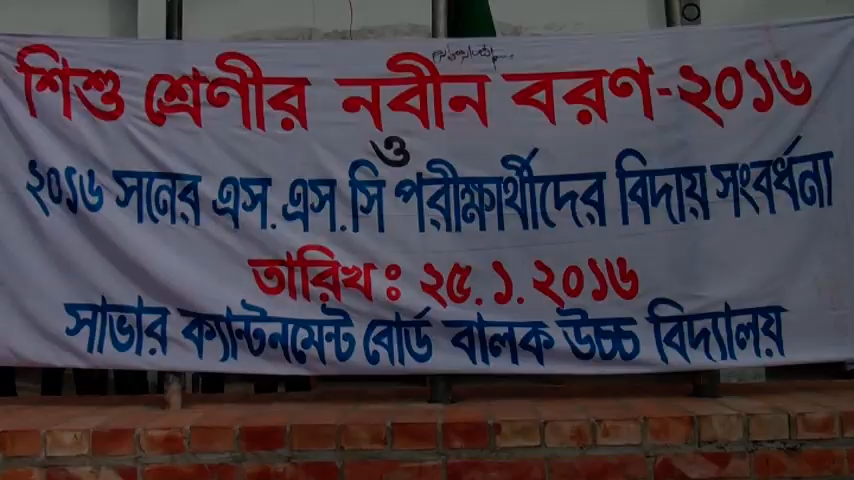 শিশু শ্রেণীর নবীন বরণ-২০১৬
ও
২০১৬ সনের এস.এস.সি পরীক্ষার্থীদের বিদায় সংবর্ধনা
তারিখ: ২৫.১.২০১৬
সাভার ক্যান্টনমেন্ট বোর্ড বালক উচ্চ বিদ্যালয়